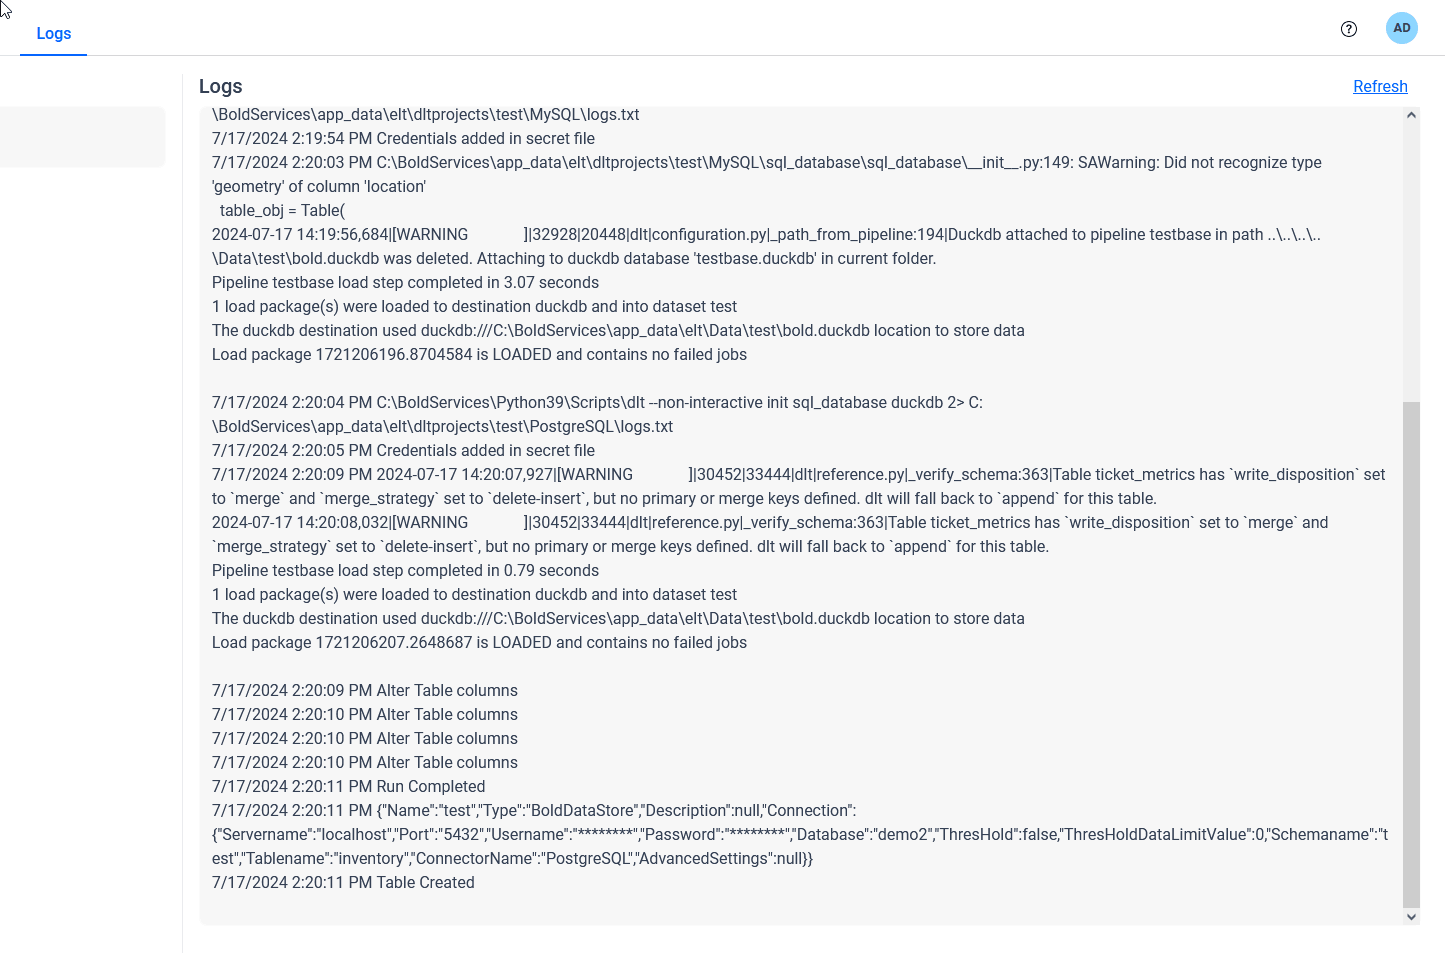 Logs
AD
Logs
Refresh
\BoldServices\app_data\elt\dltprojects\test\MySQL\logs.txt
7/17/2024 2:19:54 PM Credentials added in secret file
7/17/2024 2:20:03 PM C:\BoldServices\app_data\elt\dltprojects\test\MySQL\sql_database\sql_database\__init__.py:149: SAWarning: Did not recognize type
'geometry' of column 'location'
table_obj = Table(
2024-07-17 14:19:56,684|[WARNING              ]|32928|20448|dlt|configuration.py|_path_from_pipeline:194|Duckdb attached to pipeline testbase in path ..\..\..\..
\Data\test\bold.duckdb was deleted. Attaching to duckdb database 'testbase.duckdb' in current folder.
Pipeline testbase load step completed in 3.07 seconds
1 load package(s) were loaded to destination duckdb and into dataset test
The duckdb destination used duckdb:///C:\BoldServices\app_data\elt\Data\test\bold.duckdb location to store data
Load package 1721206196.8704584 is LOADED and contains no failed jobs
7/17/2024 2:20:04 PM C:\BoldServices\Python39\Scripts\dlt --non-interactive init sql_database duckdb 2> C:
\BoldServices\app_data\elt\dltprojects\test\PostgreSQL\logs.txt
7/17/2024 2:20:05 PM Credentials added in secret file
7/17/2024 2:20:09 PM 2024-07-17 14:20:07,927|[WARNING              ]|30452|33444|dlt|reference.py|_verify_schema:363|Table ticket_metrics has `write_disposition` set
to `merge` and `merge_strategy` set to `delete-insert`, but no primary or merge keys defined. dlt will fall back to `append` for this table.
2024-07-17 14:20:08,032|[WARNING              ]|30452|33444|dlt|reference.py|_verify_schema:363|Table ticket_metrics has `write_disposition` set to `merge` and
`merge_strategy` set to `delete-insert`, but no primary or merge keys defined. dlt will fall back to `append` for this table.
Pipeline testbase load step completed in 0.79 seconds
1 load package(s) were loaded to destination duckdb and into dataset test
The duckdb destination used duckdb:///C:\BoldServices\app_data\elt\Data\test\bold.duckdb location to store data
Load package 1721206207.2648687 is LOADED and contains no failed jobs
7/17/2024 2:20:09 PM Alter Table columns
7/17/2024 2:20:10 PM Alter Table columns
7/17/2024 2:20:10 PM Alter Table columns
7/17/2024 2:20:10 PM Alter Table columns
7/17/2024 2:20:11 PM Run Completed
7/17/2024 2:20:11 PM {"Name":"test","Type":"BoldDataStore","Description":null,"Connection":
{"Servername":"localhost","Port":"5432","Username":"********","Password":"********","Database":"demo2","ThresHold":false,"ThresHoldDataLimitValue":0,"Schemaname":"t
est","Tablename":"inventory","ConnectorName":"PostgreSQL","AdvancedSettings":null}}
7/17/2024 2:20:11 PM Table Created